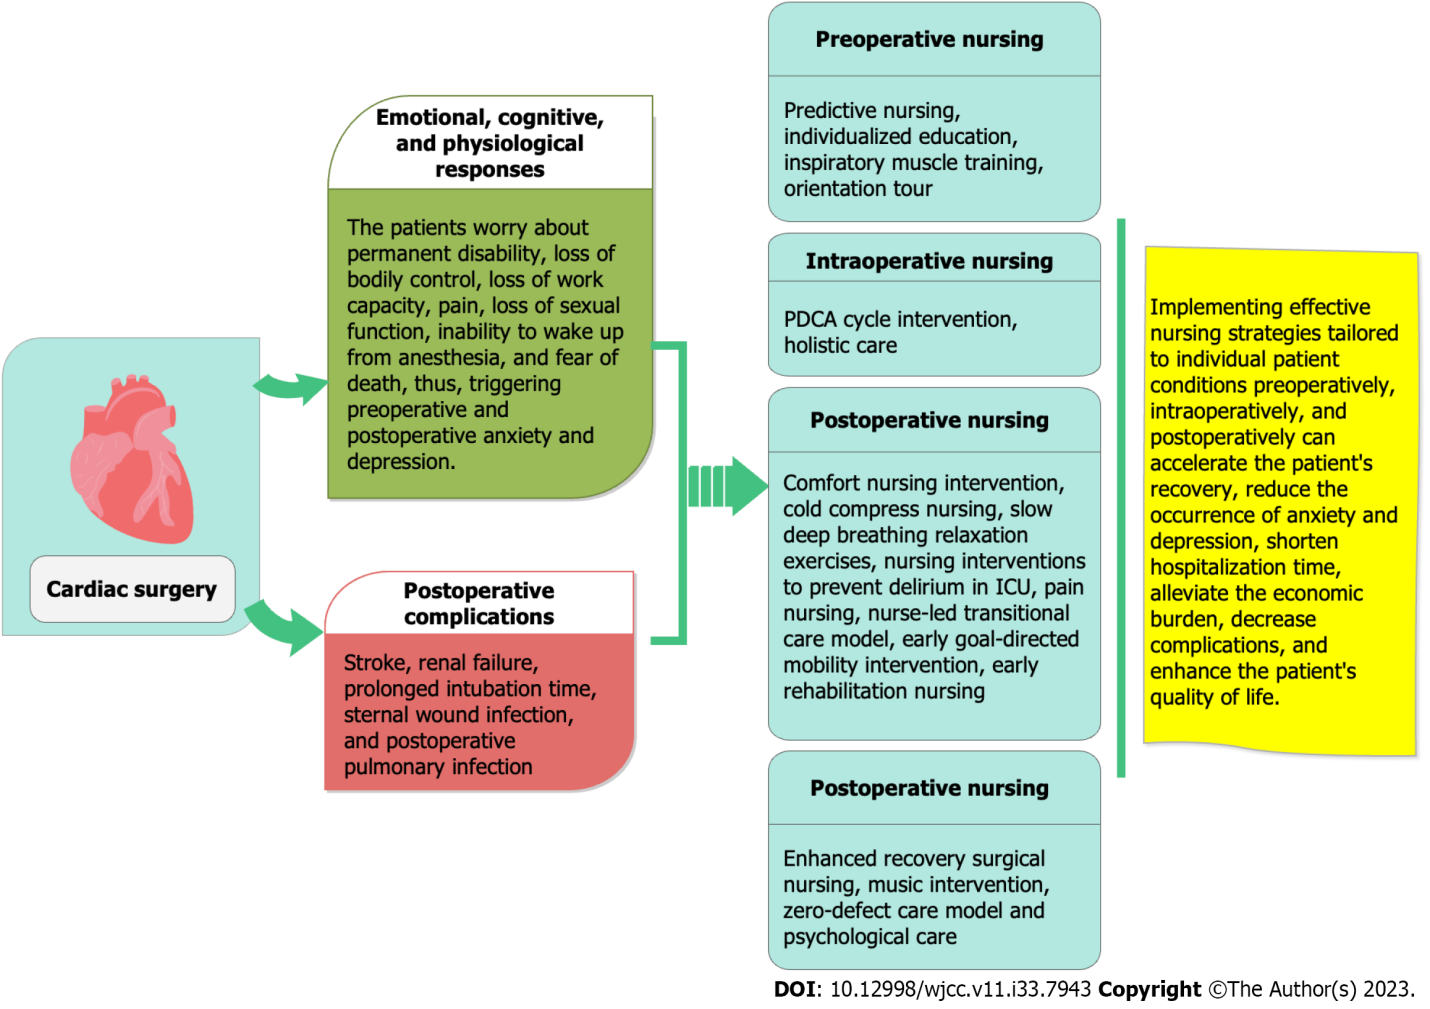 Cardiac surgery
Emotional, cognitive,
and physiological
responses
The patients worry about
permanent disability, loss of
bodily control, loss of work
capacity, pain, loss of sexual
function, inability to wake up
from anesthesia, and fear of
death, thus, triggering
preoperative and
postoperative anxiety and
depression.
Postoperative
complications
Stroke, renal failure,
prolonged intubation time,
sternal wound infection,
and postoperative
pulmonary infection
Preoperative nursing
Predictive nursing,
individualized education,
inspiratory muscle training,
orientation tour
Intraoperative nursing
PDCA cycle intervention,
holistic care
Postoperative nursing
Comfort nursing intervention,
cold compress nursing, slow
deep breathing relaxation
exercises, nursing interventions
to prevent delirium in ICU, pain
nursing, nurse-led transitional
care model, early goal-directed
mobility intervention, early
rehabilitation nursing
Postoperative nursing
Enhanced recovery surgical
nursing, music intervention,
zero-defect care model and
psychological care
Implementing effective
nursing strategies tailored
to individual patient
conditions preoperatively,
intraoperatively, and
postoperatively can
accelerate the patient's
recovery, reduce the
occurrence of anxiety and
depression, shorten
hospitalization time,
alleviate the economic
burden, decrease
complications, and
enhance the patient's
quality of life.
DOI: 10.12998/wjcc.v11.i33.7943 Copyright ©The Author(s) 2023.